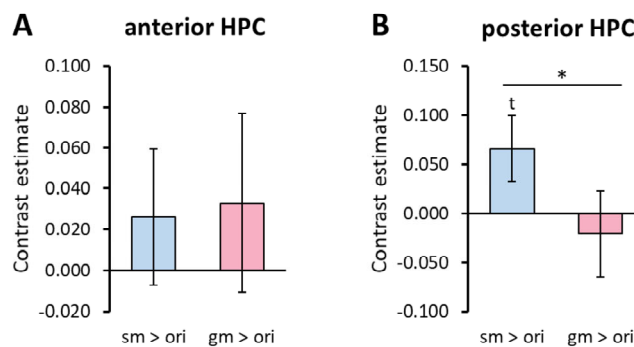 A anterior HPC
0.100
0.080
0.060
0.040
0.020
0.000
-0.020
Contrast estimate
sm > ori gm > ori
B posterior HPC
0.150
0.100
0.050
0.000
-0.050
-0.100
Contrast estimate
*
t
sm > ori gm > ori